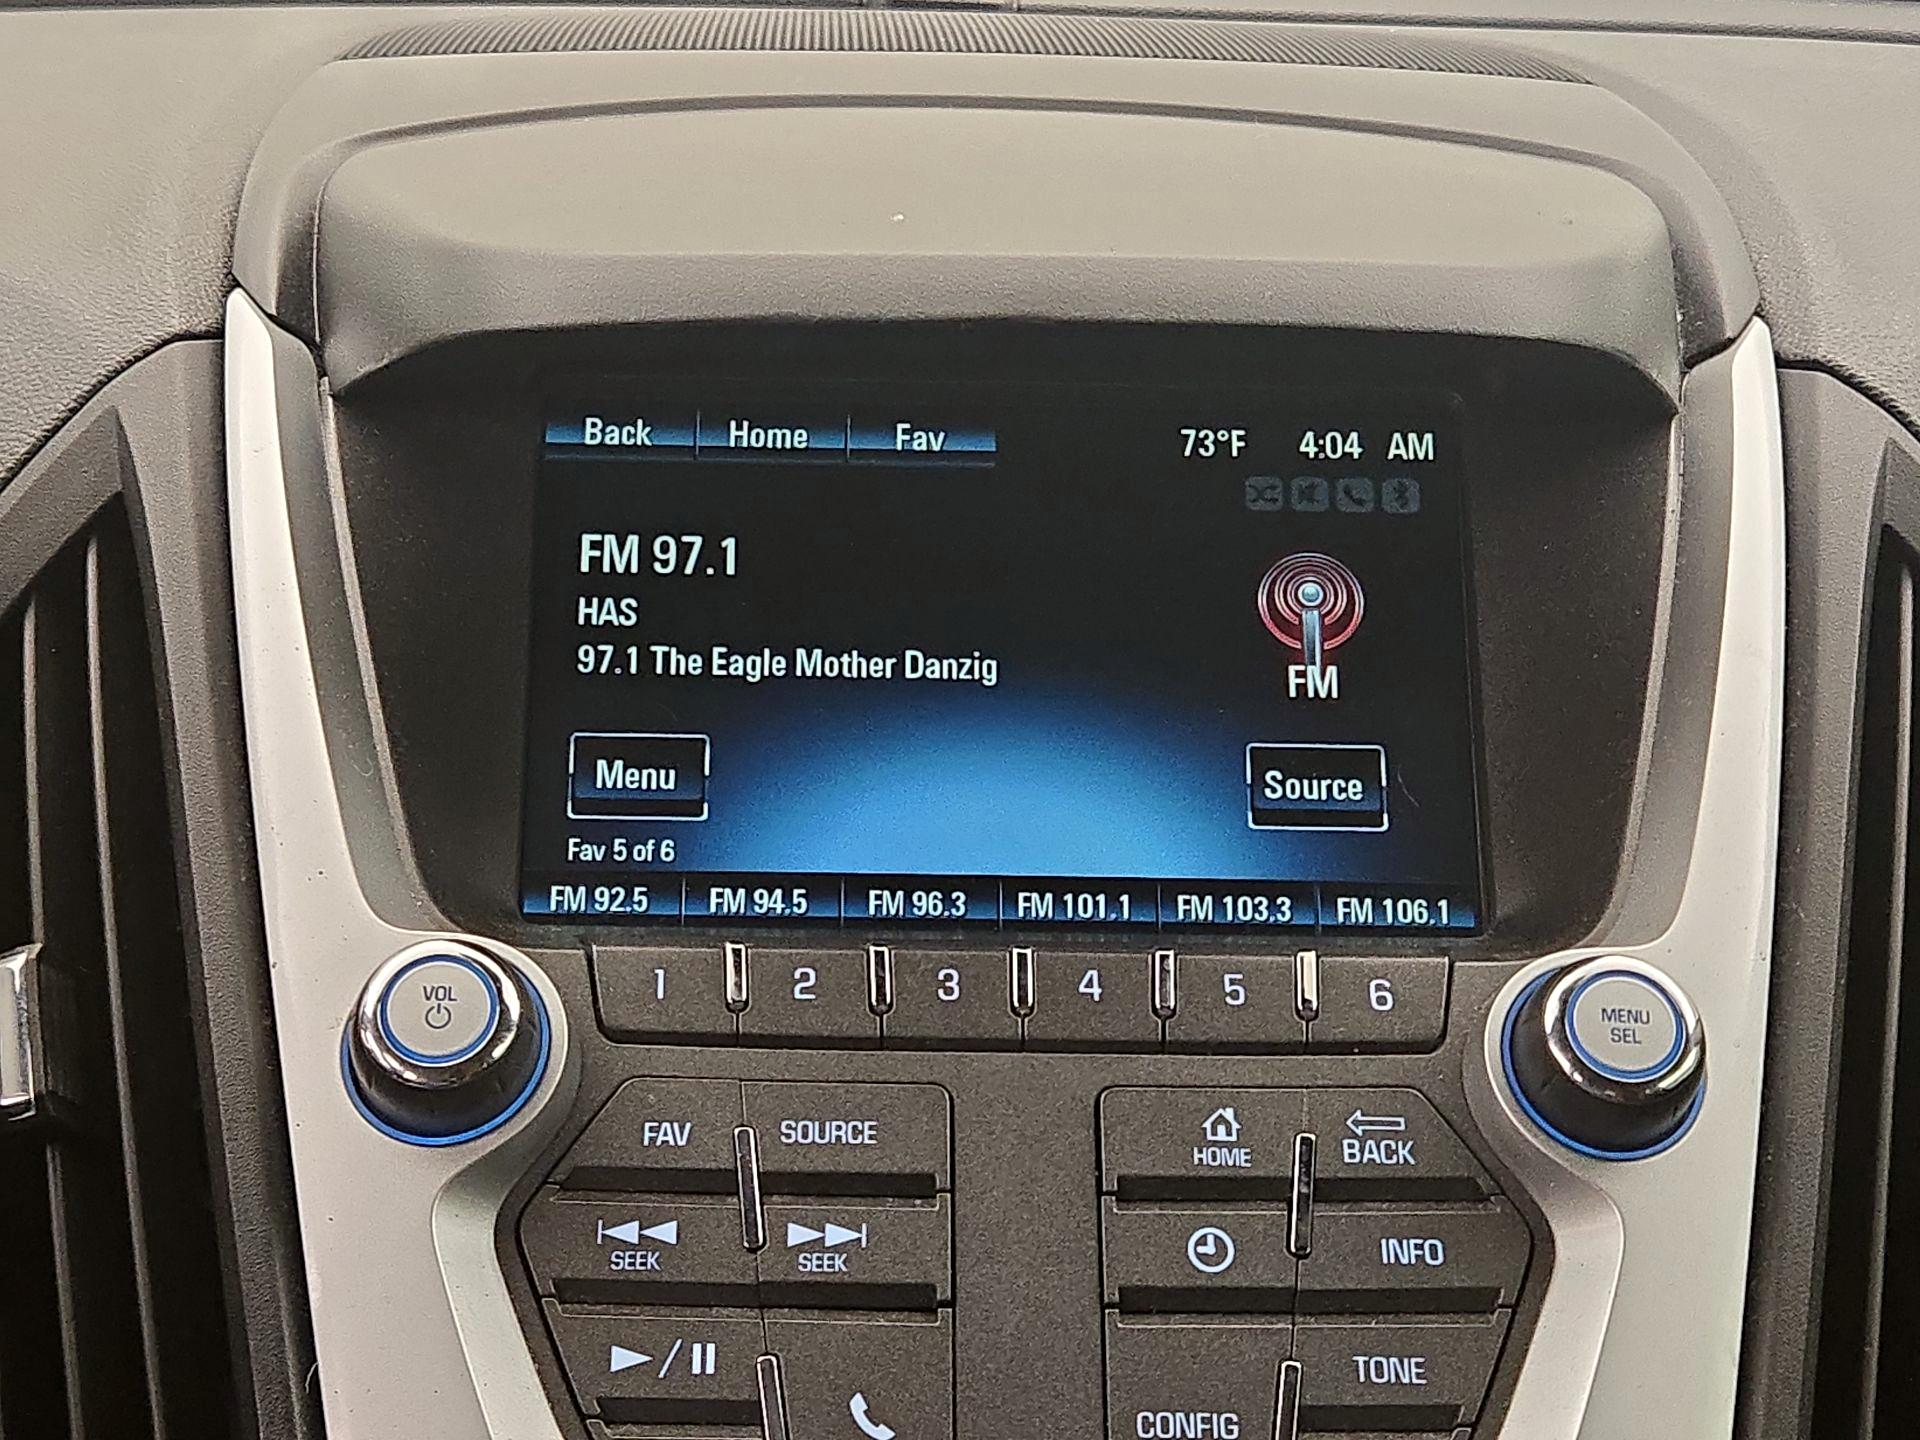 Back Home Fav 73°F 4:04 AM
FM 97.1
HAS
97.1 The Eagle Mother Danzig
FM
Menu
Source
Fav 5 of 6
FM 92.5 FM 94.5 FM 96.3 FM 101.1 FM 103.3 FM 106.1
1 2 3 4 5 6
VOL
MENU
SEL
FAV SOURCE
HOME
BACK
SEEK
SEEK
INFO
TONE
CONFIG